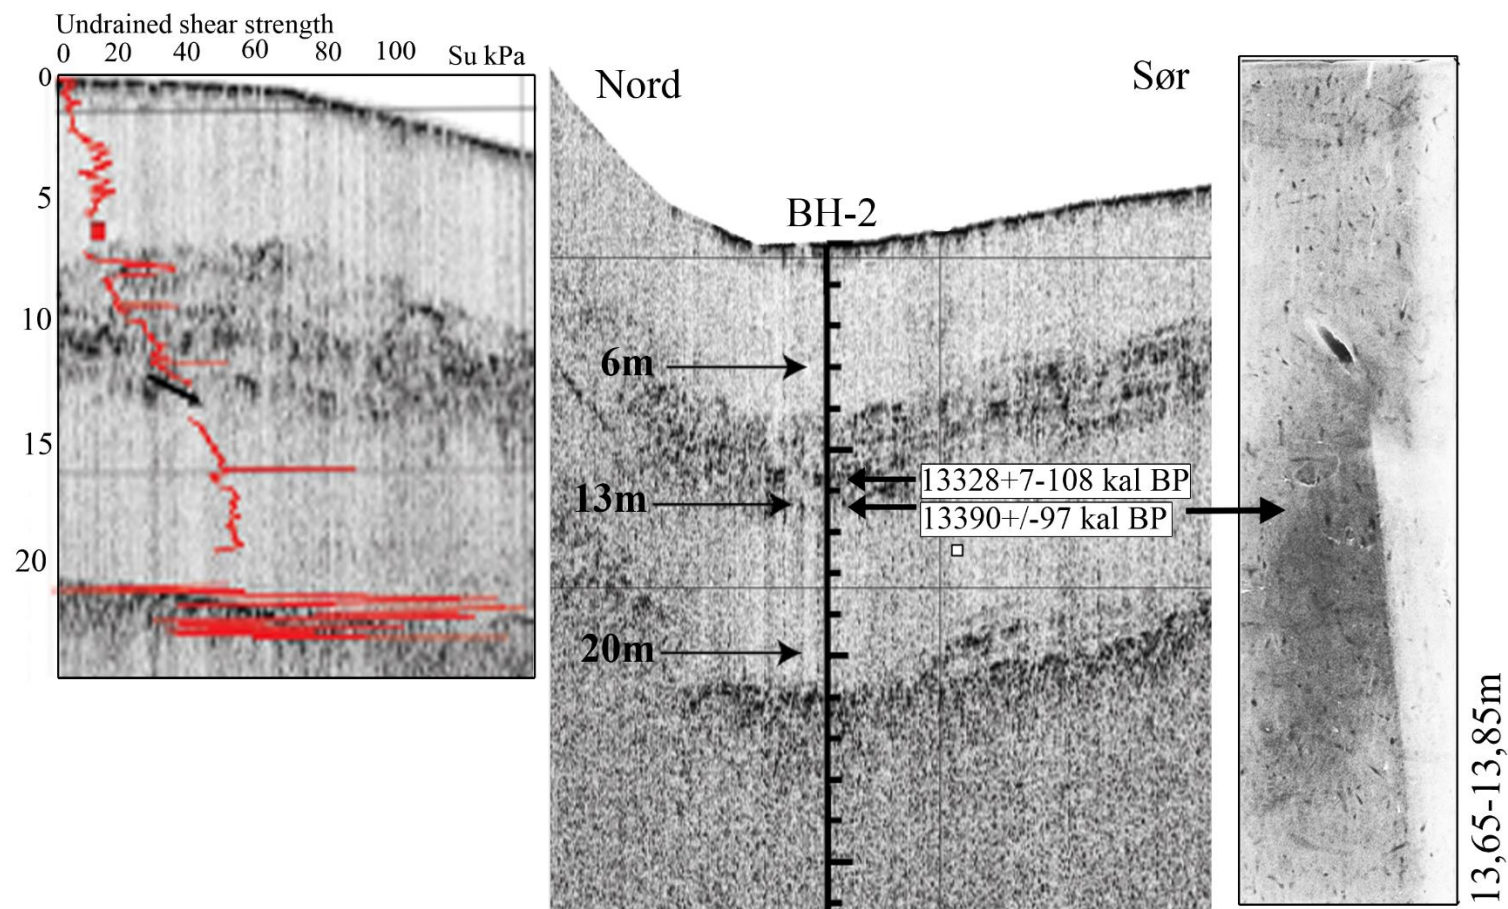 Undrained shear strength
0 20 40 60 80 100 Su kPa
0
5
10
15
20
Nord
Sør
BH-2
6m
13m
20m
13328+7-108 kal BP
13390+/-97 kal BP
13,65-13,85m